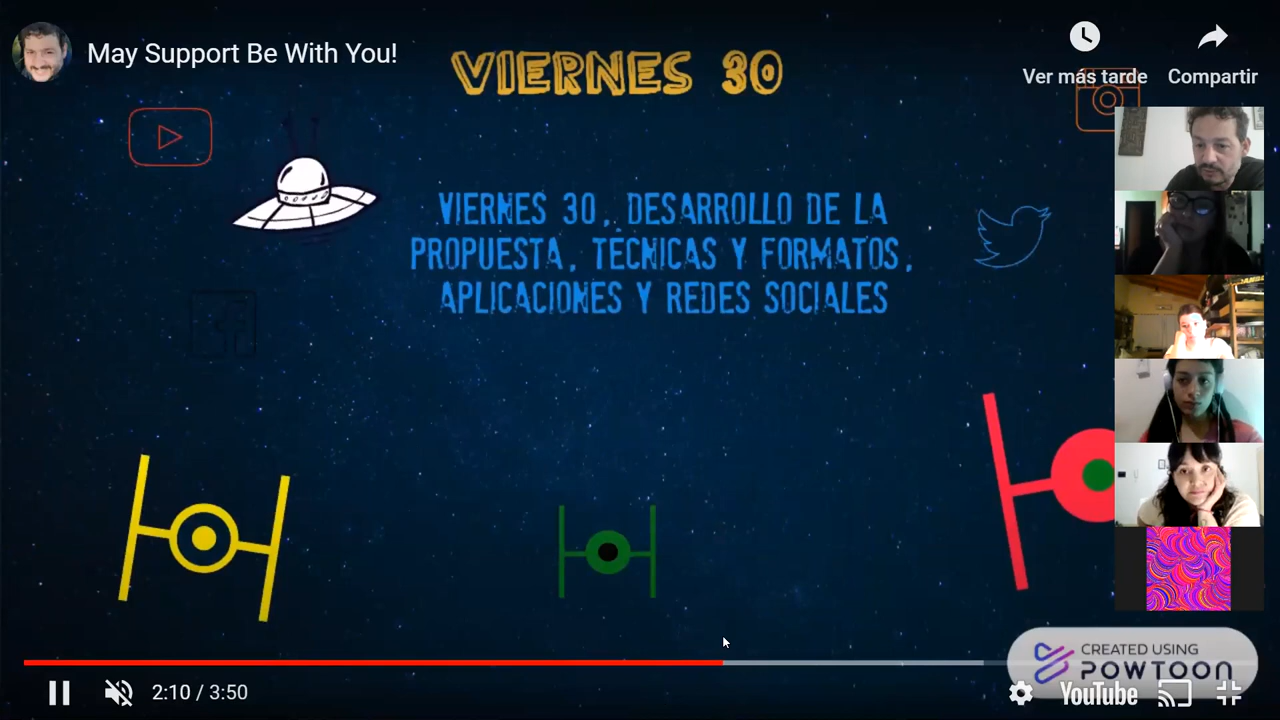 May Support Be With You!
VIERNES 30
Ver más tarde
Compartir
VIERNES 30, DESARROLLO DE LA
PROPUESTA, TÉCNICAS Y FORMATOS,
APLICACIONES Y REDES SOCIALES
CREATED USING
POWTOON
2:10 / 3:50
YouTube